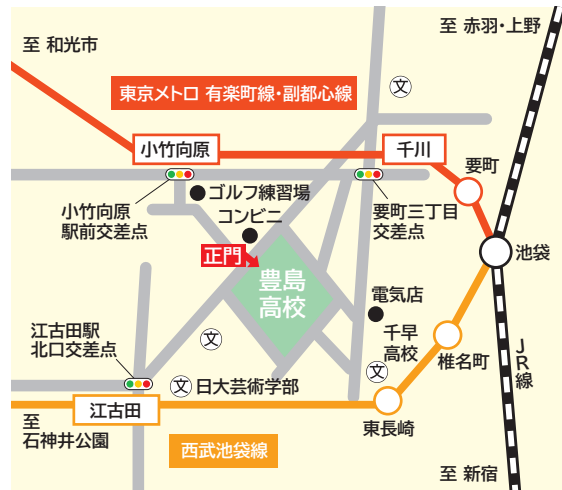 至 赤羽・上野
至 和光市
東京メトロ 有楽町線・副都心線
文
小竹向原
千川
要町
ゴルフ練習場
小竹向原
駅前交差点
コンビニ
要町三丁目
交差点
正門
池袋
豊島
高校
電気店
江古田駅
北口交差点
文
千早
高校
椎名町
JR線
文
日大芸術学部
文
江古田
東長崎
至
石神井公園
西武池袋線
至 新宿